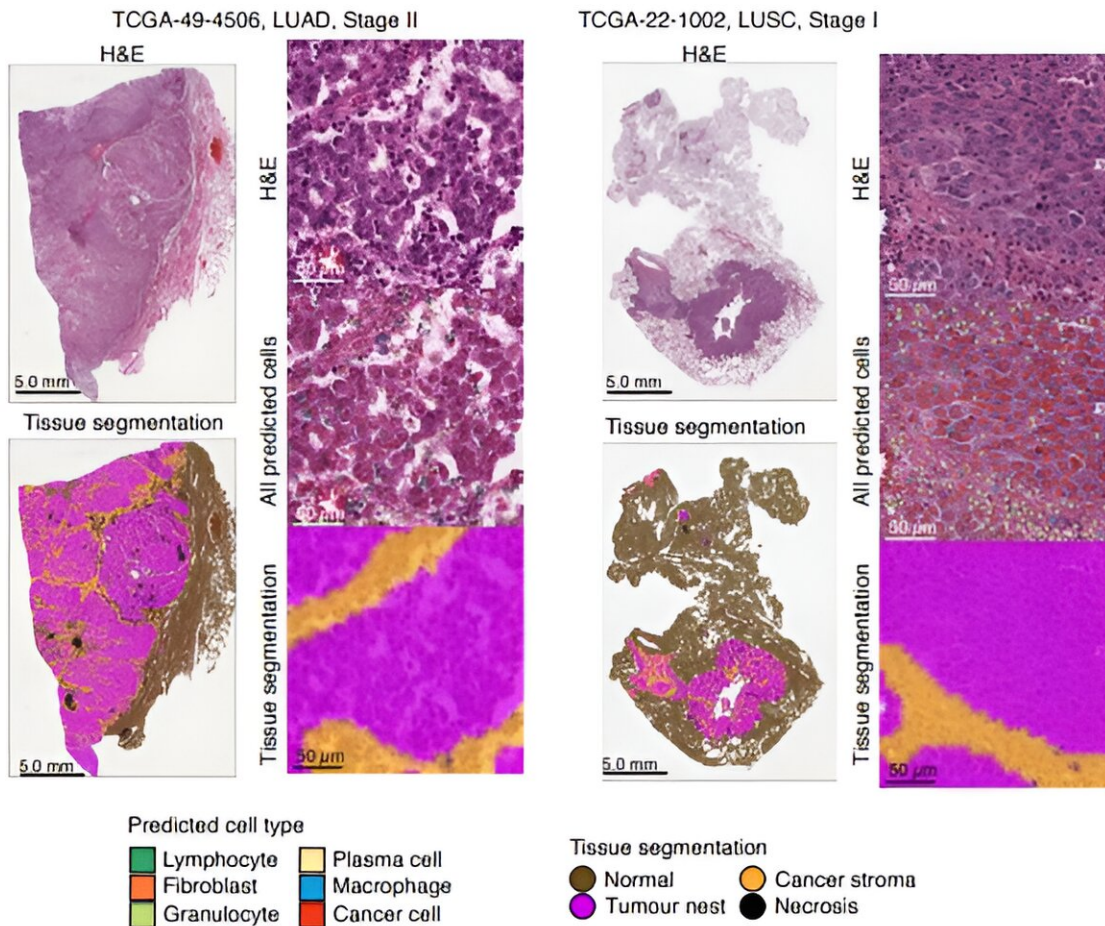 TCGA-49-4506, LUAD, Stage II
H&E
5.0 mm
Tissue segmentation
5.0 mm
H&E
50 µm
All predicted cells
50 µm
Tissue segmentation
50 µm
TCGA-22-1002, LUSC, Stage I
H&E
5.0 mm
Tissue segmentation
5.0 mm
H&E
50 µm
All predicted cells
50 µm
Tissue segmentation
50 µm
Predicted cell type
Lymphocyte
Fibroblast
Granulocyte
Plasma cell
Macrophage
Cancer cell
Tissue segmentation
Normal
Tumour nest
Cancer stroma
Necrosis